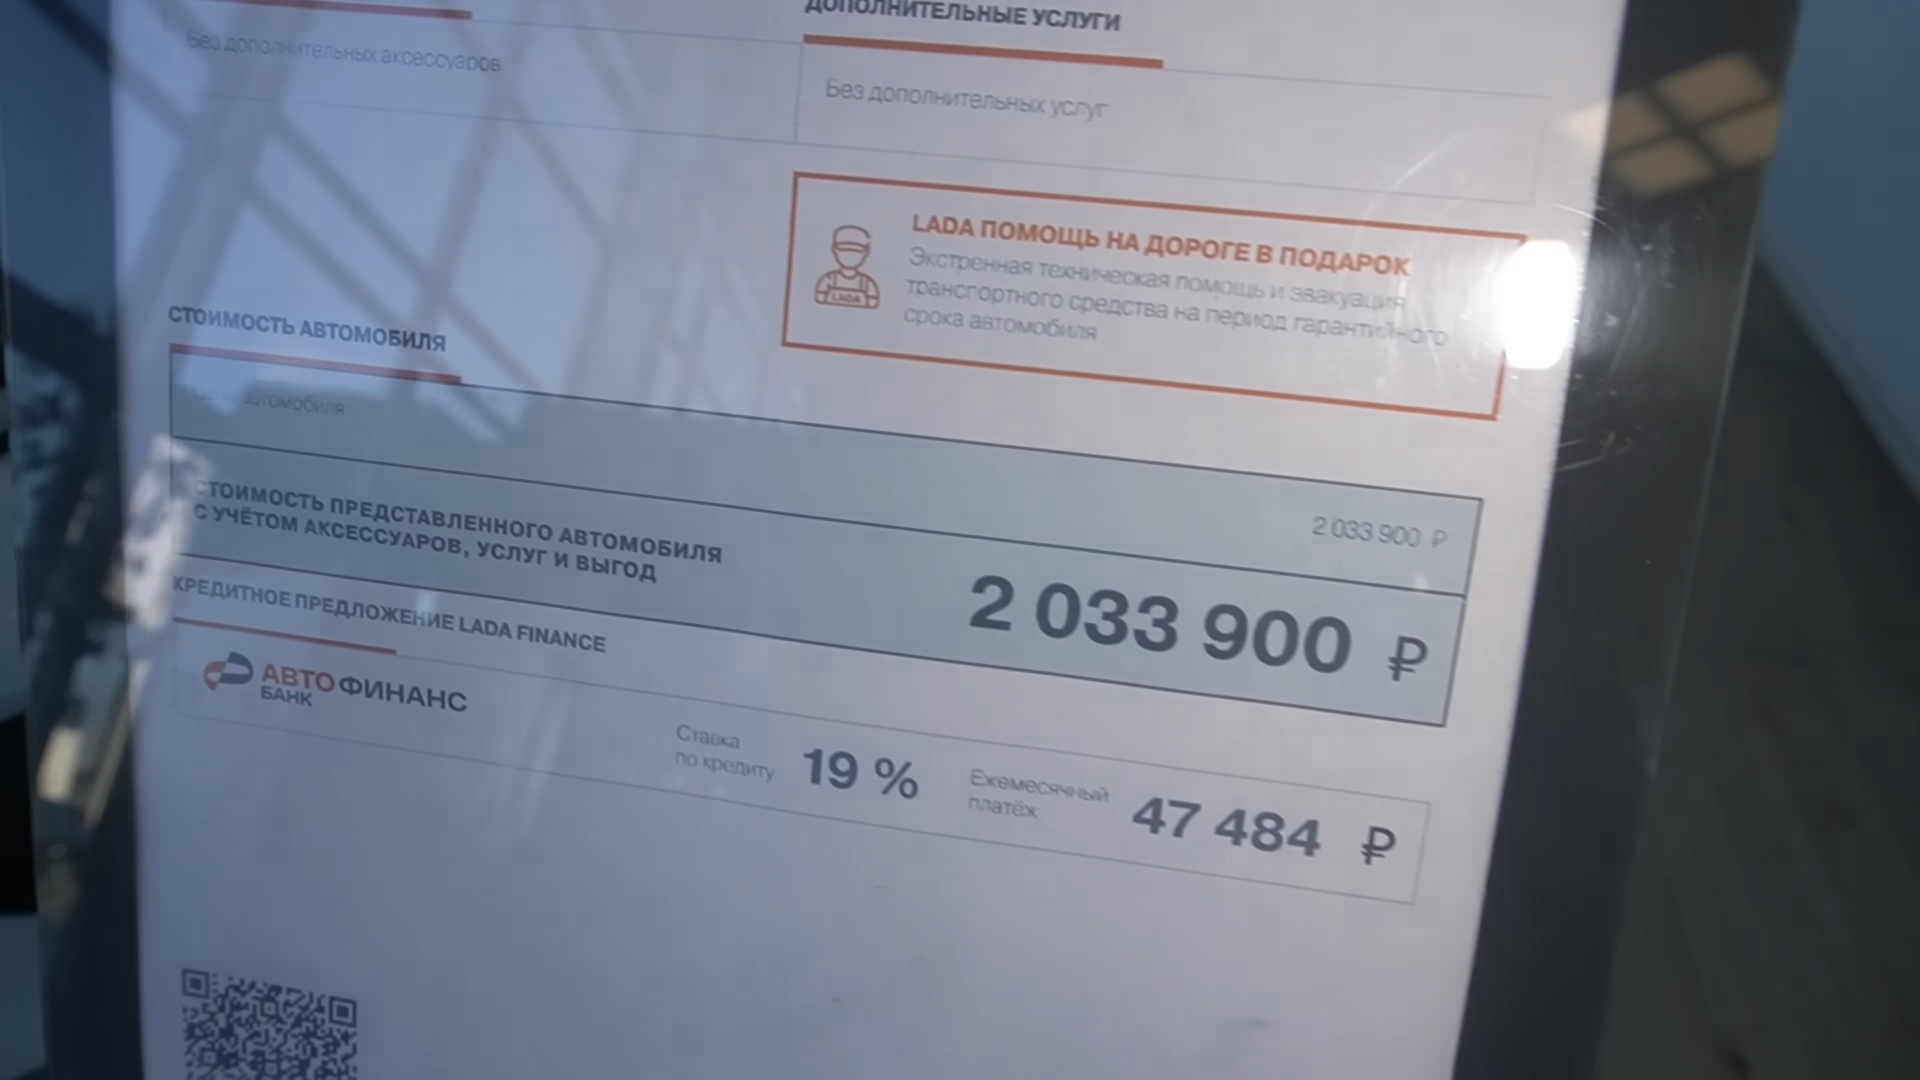 ДОПОЛНИТЕЛЬНЫЕ УСЛУГИ
Без дополнительных аксессуаров
Без дополнительных услуг
LADA ПОМОЩЬ НА ДОРОГЕ В ПОДАРОК
Экстренная техническая помощь и эвакуация
транспортного средства на период гарантийного
срока автомобиля
LADA
СТОИМОСТЬ АВТОМОБИЛЯ
автомобиля
2 033 900 ₽
СТОИМОСТЬ ПРЕДСТАВЛЕННОГО АВТОМОБИЛЯ
С УЧЁТОМ АКСЕССУАРОВ, УСЛУГ И ВЫГОД
2 033 900 ₽
КРЕДИТНОЕ ПРЕДЛОЖЕНИЕ LADA FINANCE
АВТОФИНАНС
БАНК
Ставка
по кредиту
19 %
Ежемесячный
платёж
47 484 ₽